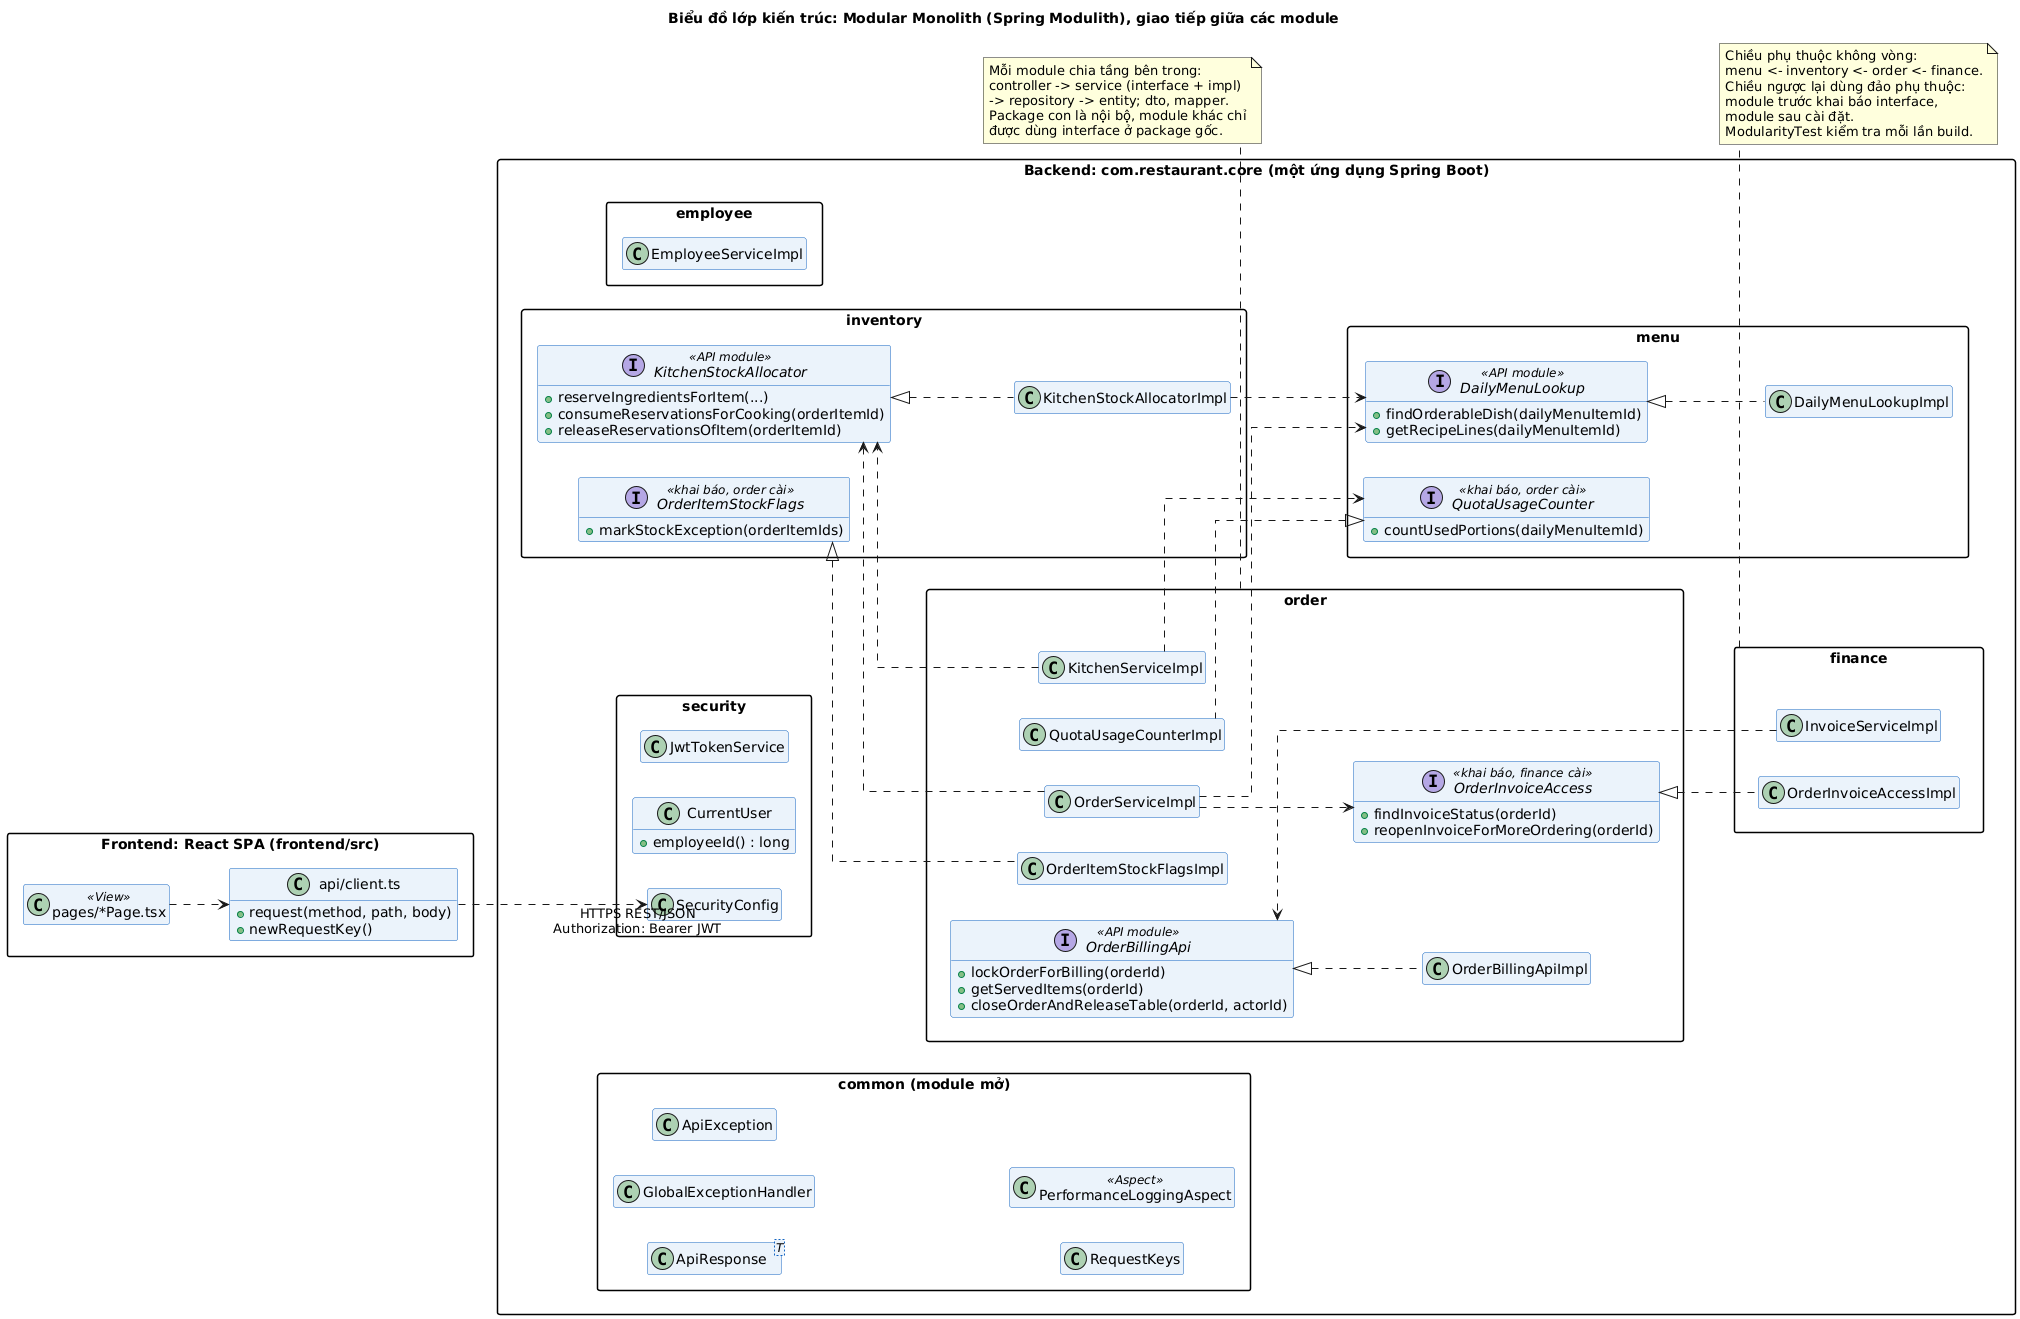 Biểu đồ lớp kiến trúc: Modular Monolith (Spring Modulith), giao tiếp giữa các module
Mỗi module chia tầng bên trong:
controller -> service (interface + impl)
-> repository -> entity; dto, mapper.
Package con là nội bộ, module khác chỉ
được dùng interface ở package gốc.
Chiều phụ thuộc không vòng:
menu <- inventory <- order <- finance.
Chiều ngược lại dùng đảo phụ thuộc:
module trước khai báo interface,
module sau cài đặt.
ModularityTest kiểm tra mỗi lần build.
Backend: com.restaurant.core (một ứng dụng Spring Boot)
employee
C EmployeeServiceImpl
inventory
I «API module»
KitchenStockAllocator
reserveIngredientsForItem(...)
consumeReservationsForCooking(orderItemId)
releaseReservationsOfItem(orderItemId)
C KitchenStockAllocatorImpl
I «khai báo, order cài»
OrderItemStockFlags
markStockException(orderItemIds)
menu
I «API module»
DailyMenuLookup
findOrderableDish(dailyMenuItemId)
getRecipeLines(dailyMenuItemId)
C DailyMenuLookupImpl
I «khai báo, order cài»
QuotaUsageCounter
countUsedPortions(dailyMenuItemId)
order
C KitchenServiceImpl
C QuotaUsageCounterImpl
C OrderServiceImpl
I «khai báo, finance cài»
OrderInvoiceAccess
findInvoiceStatus(orderId)
reopenInvoiceForMoreOrdering(orderId)
C OrderItemStockFlagsImpl
I «API module»
OrderBillingApi
lockOrderForBilling(orderId)
getServedItems(orderId)
closeOrderAndReleaseTable(orderId, actorId)
C OrderBillingApiImpl
finance
C InvoiceServiceImpl
C OrderInvoiceAccessImpl
security
C JwtTokenService
C CurrentUser
employeeId() : long
C SecurityConfig
HTTPS REST/JSON
Authorization: Bearer JWT
Frontend: React SPA (frontend/src)
C «View»
pages/*Page.tsx
C api/client.ts
request(method, path, body)
newRequestKey()
common (module mở)
C ApiException
C GlobalExceptionHandler
C ApiResponse T
C «Aspect»
PerformanceLoggingAspect
C RequestKeys